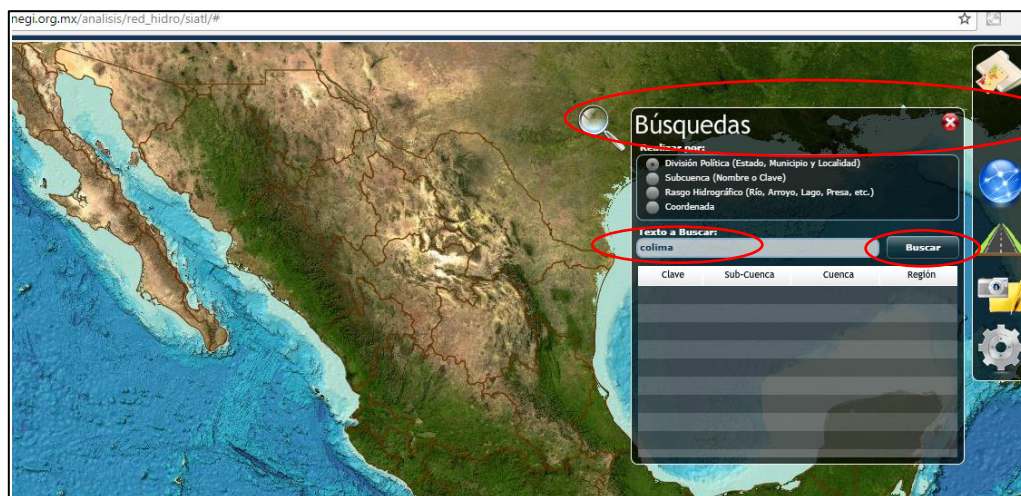 negi.org.mx/analisis/red_hidro/siatl/#
Búsquedas
Realizar por:
División Política (Estado, Municipio y Localidad)
Subcuenca (Nombre o Clave)
Rasgo Hidrográfico (Río, Arroyo, Lago, Presa, etc.)
Coordenada
Texto a Buscar:
colima Buscar
Clave Sub-Cuenca Cuenca Región